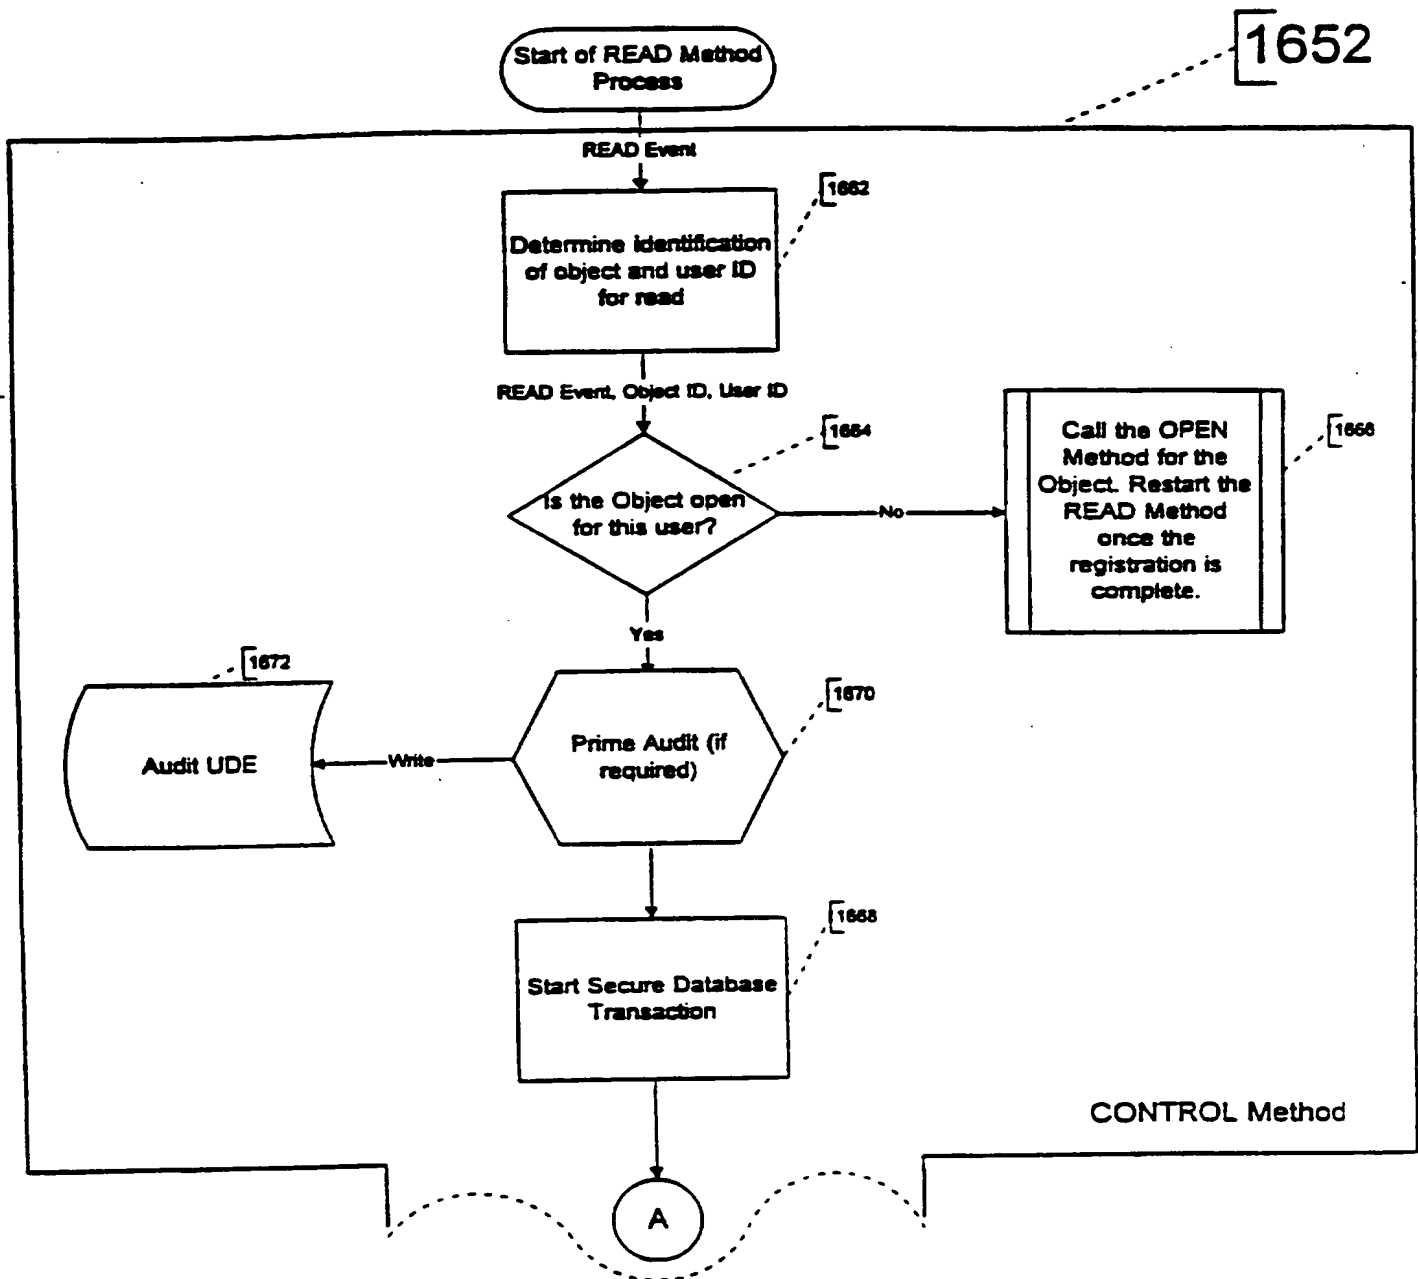 1652
Start of READ Method
Process
READ Event
1662
Determine identification
of object and user ID
for read
READ Event, Object ID, User ID
1664
Is the Object open
for this user?
No
Call the OPEN
Method for the
Object. Restart the
READ Method
once the
registration is
complete.
1666
Yes
1672
Audit UDE
Write
Prime Audit (if
required)
1670
1668
Start Secure Database
Transaction
CONTROL Method
A